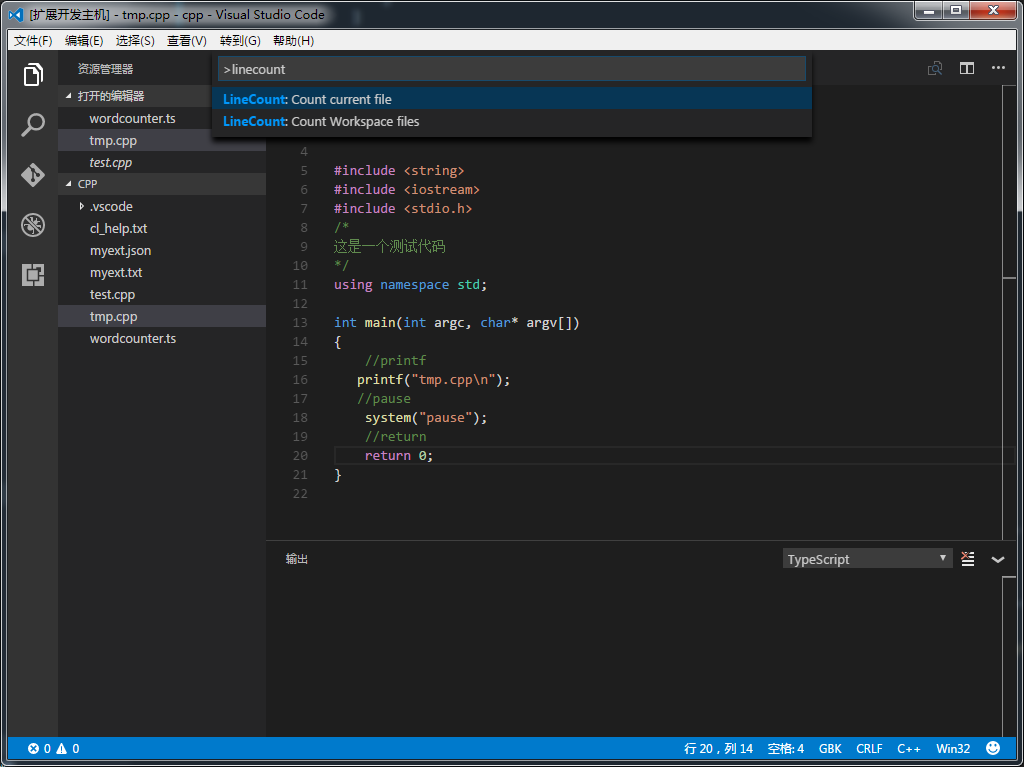 [扩展开发主机] - tmp.cpp - cpp - Visual Studio Code
文件(F) 编辑(E) 选择(S) 查看(V) 转到(G) 帮助(H)
资源管理器
打开的编辑器
wordcounter.ts
tmp.cpp
test.cpp
CPP
.vscode
cl_help.txt
myext.json
myext.txt
test.cpp
tmp.cpp
wordcounter.ts
>linecount
LineCount: Count current file
LineCount: Count Workspace files
4
5 #include <string>
6 #include <iostream>
7 #include <stdio.h>
8 /*
9 这是一个测试代码
10 */
11 using namespace std;
12
13 int main(int argc, char* argv[])
14 {
15 //printf
16 printf("tmp.cpp\n");
17 //pause
18 system("pause");
19 //return
20 return 0;
21 }
22
输出 TypeScript
0 0 行 20，列 14 空格: 4 GBK CRLF C++ Win32